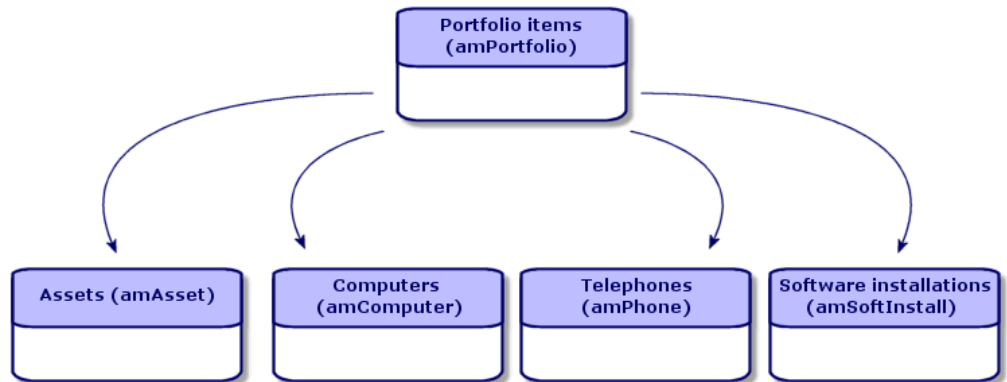 Portfolio items
(amPortfolio)
Assets (amAsset)
Computers
(amComputer)
Telephones
(amPhone)
Software installations
(amSoftInstall)